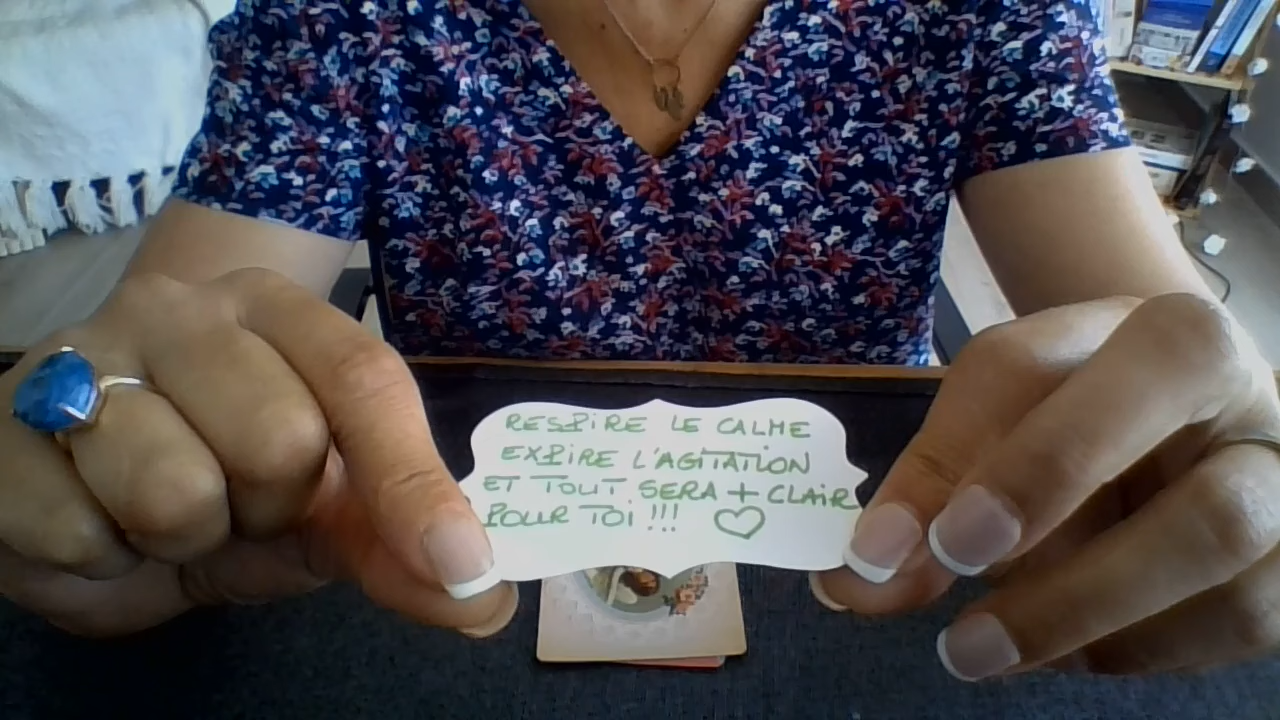 RESPIRE LE CALME
EXPIRE L'AGITATION
ET TOUT SERA + CLAIR
POUR TOI !!! ♡